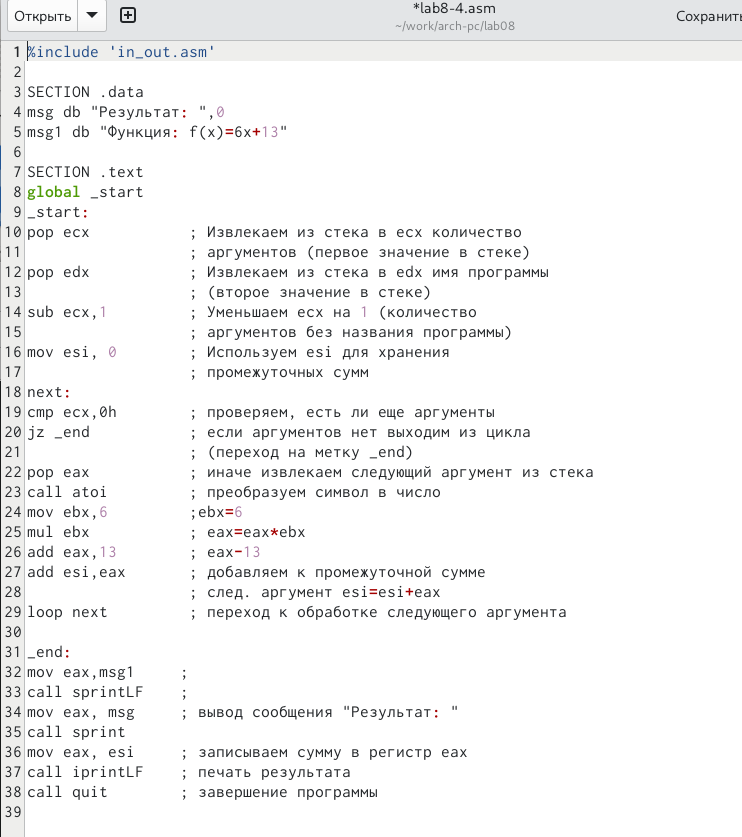 Открыть
*lab8-4.asm
~/work/arch-pc/lab08
Сохранить
1 %include 'in_out.asm'
2
3 SECTION .data
4 msg db "Результат: ",0
5 msg1 db "Функция: f(x)=6x+13"
6
7 SECTION .text
8 global _start
9 _start:
10 pop ecx ; Извлекаем из стека в ecx количество
11 ; аргументов (первое значение в стеке)
12 pop edx ; Извлекаем из стека в edx имя программы
13 ; (второе значение в стеке)
14 sub ecx,1 ; Уменьшаем ecx на 1 (количество
15 ; аргументов без названия программы)
16 mov esi, 0 ; Используем esi для хранения
17 ; промежуточных сумм
18 next:
19 cmp ecx,0h ; проверяем, есть ли еще аргументы
20 jz _end ; если аргументов нет выходим из цикла
21 ; (переход на метку _end)
22 pop eax ; иначе извлекаем следующий аргумент из стека
23 call atoi ; преобразуем символ в число
24 mov ebx,6 ;ebx=6
25 mul ebx ; eax=eax*ebx
26 add eax,13 ; eax-13
27 add esi,eax ; добавляем к промежуточной сумме
28 ; след. аргумент esi=esi+eax
29 loop next ; переход к обработке следующего аргумента
30
31 _end:
32 mov eax,msg1 ;
33 call sprintLF ;
34 mov eax, msg ; вывод сообщения "Результат: "
35 call sprint
36 mov eax, esi ; записываем сумму в регистр eax
37 call iprintLF ; печать результата
38 call quit ; завершение программы
39